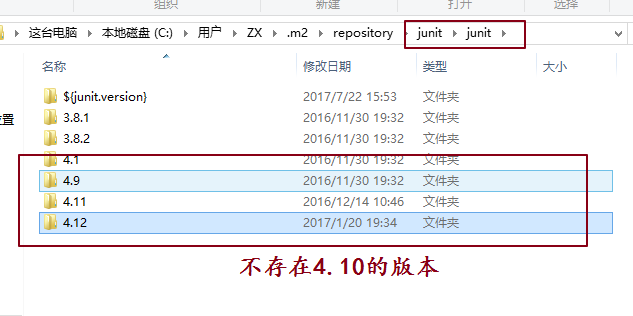 组织
新建
打开
选择
这台电脑 本地磁盘 (C:) 用户 ZX .m2 repository junit junit
名称 修改日期 类型 大小
${junit.version} 2017/7/22 15:53 文件夹
3.8.1 2016/11/30 19:32 文件夹
3.8.2 2016/11/30 19:32 文件夹
4.1 2016/11/30 19:32 文件夹
4.9 2016/11/30 19:32 文件夹
4.11 2016/12/14 10:46 文件夹
4.12 2017/1/20 19:34 文件夹
位置
不存在4.10的版本